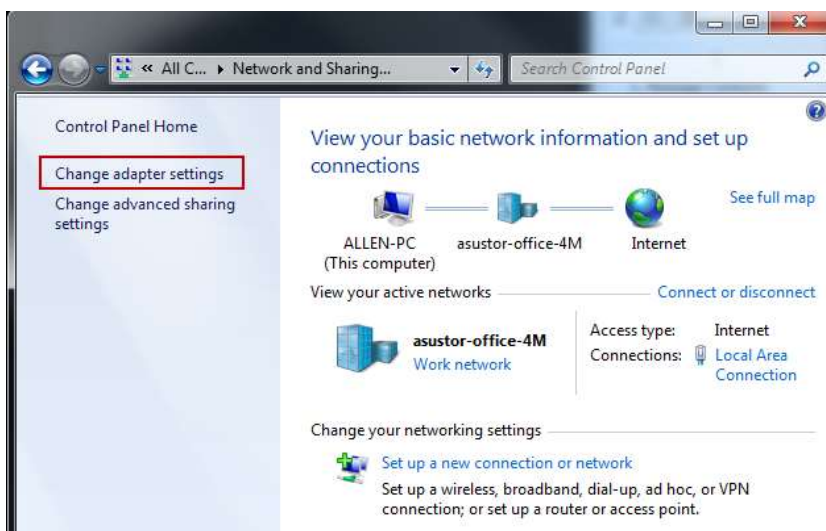 « All C... ▸ Network and Sharing...
Search Control Panel
Control Panel Home
Change adapter settings
Change advanced sharing
settings
View your basic network information and set up
connections
See full map
ALLEN-PC
(This computer)
asustor-office-4M
Internet
View your active networks
Connect or disconnect
asustor-office-4M
Work network
Access type: Internet
Connections: Local Area
Connection
Change your networking settings
Set up a new connection or network
Set up a wireless, broadband, dial-up, ad hoc, or VPN
connection; or set up a router or access point.